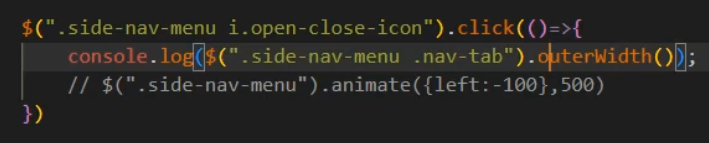 $(".side-nav-menu i.open-close-icon").click(()=>{
console.log($(".side-nav-menu .nav-tab").outerWidth());
// $(".side-nav-menu").animate({left:-100},500)
})